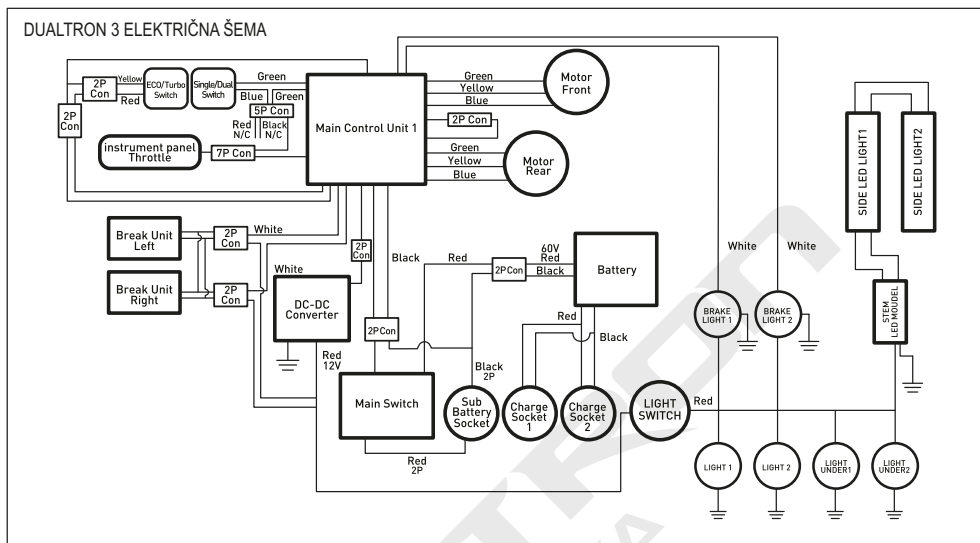 DUALTRON 3 ELEKTRIČNA ŠEMA
2P
Con
Yellow
Red
ECO/Turbo
Switch
Single/Dual
Switch
Green
Blue
Green
5P Con
Red
N/C
Black
N/C
2P
Con
instrument panel
Throttle
7P Con
Main Control Unit 1
Green
Yellow
Blue
Motor
Front
2P Con
Green
Yellow
Blue
Motor
Rear
Break Unit
Left
2P
Con
White
Break Unit
Right
2P
Con
White
DC-DC
Converter
2P
Con
Black
Red
2P Con
60V
Red
Black
Battery
2P Con
Red
12V
Main Switch
Black
2P
Red
Black
Sub
Battery
Socket
Charge
Socket
1
Charge
Socket
2
LIGHT
SWITCH
Red
Red
2P
White
White
BRAKE
LIGHT 1
BRAKE
LIGHT 2
SIDE LED LIGHT1
SIDE LED LIGHT2
STEM
LED MOUDEL
LIGHT 1
LIGHT 2
LIGHT
UNDER1
LIGHT
UNDER2